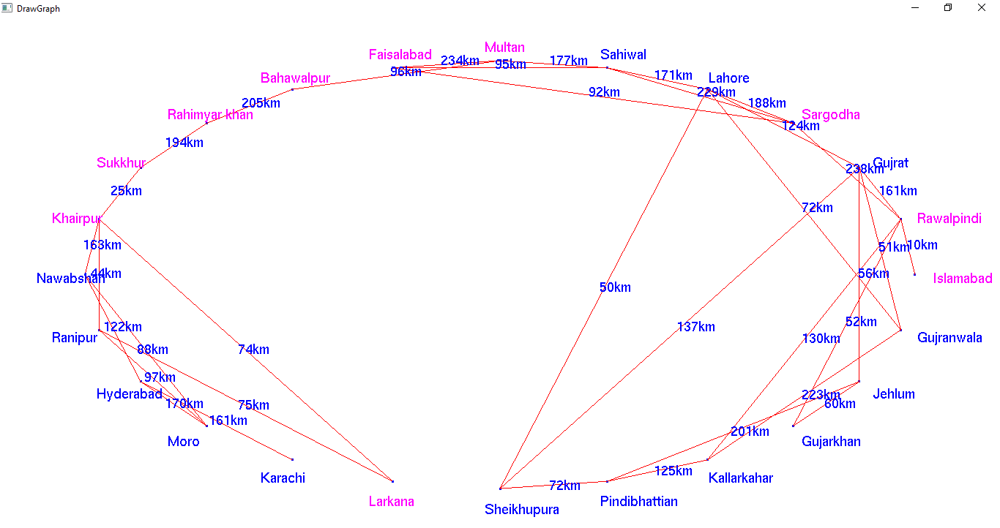 DrawGraph
Multan
Faisalabad
Sahiwal
234km
177km
95km
96km
Bahawalpur
171km
Lahore
92km
229km
205km
188km
Rahimyar khan
Sargodha
124km
194km
Sukkhur
Gujrat
238km
25km
161km
72km
Khairpur
Rawalpindi
163km
51km
10km
44km
56km
Nawabshah
Islamabad
50km
122km
137km
52km
Ranipur
130km
Gujranwala
88km
74km
97km
Hyderabad
Jehlum
223km
170km
75km
60km
161km
201km
Moro
Gujarkhan
125km
Karachi
Kallarkahar
72km
Larkana
Pindibhattian
Sheikhupura